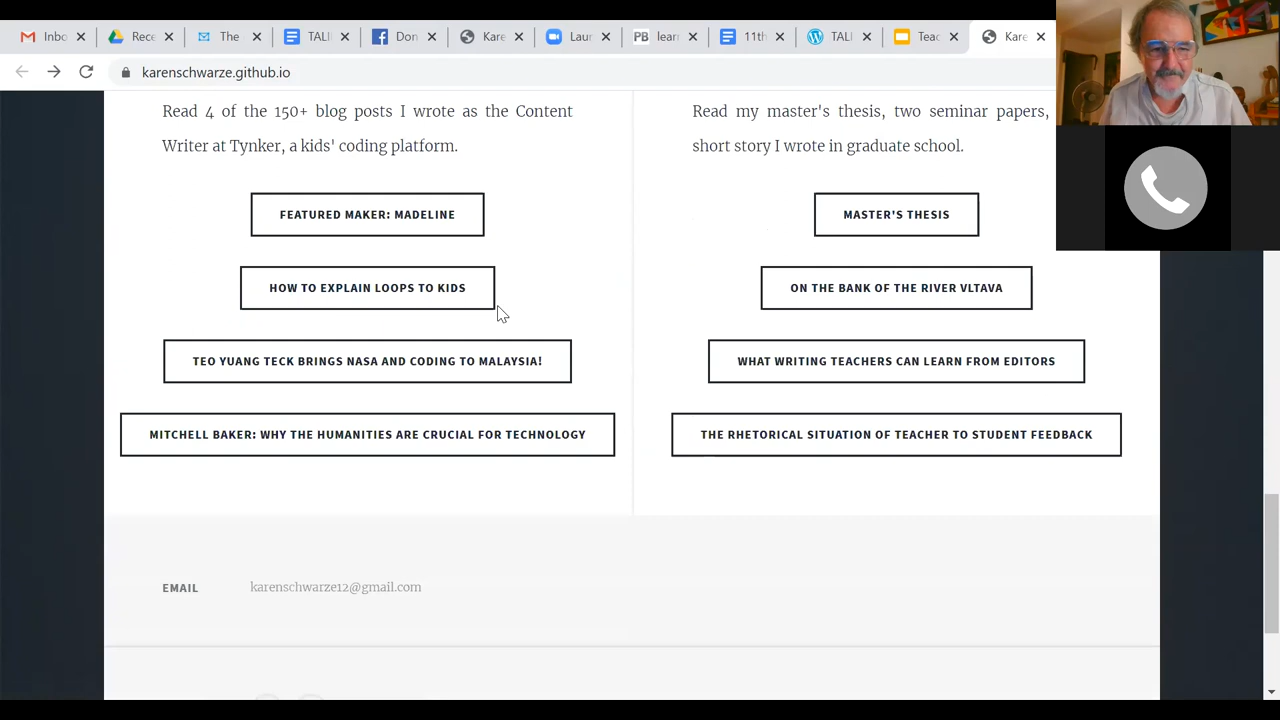 Inbo
Rece
The
TALI
Don
Kare
Laur
PB lear
11th
TAL
Teac
Kare
karenschwarze.github.io
Read 4 of the 150+ blog posts I wrote as the Content
Writer at Tynker, a kids' coding platform.
FEATURED MAKER: MADELINE
HOW TO EXPLAIN LOOPS TO KIDS
TEO YUANG TECK BRINGS NASA AND CODING TO MALAYSIA!
MITCHELL BAKER: WHY THE HUMANITIES ARE CRUCIAL FOR TECHNOLOGY
Read my master's thesis, two seminar papers,
short story I wrote in graduate school.
MASTER'S THESIS
ON THE BANK OF THE RIVER VLTAVA
WHAT WRITING TEACHERS CAN LEARN FROM EDITORS
THE RHETORICAL SITUATION OF TEACHER TO STUDENT FEEDBACK
EMAIL karenschwarze12@gmail.com